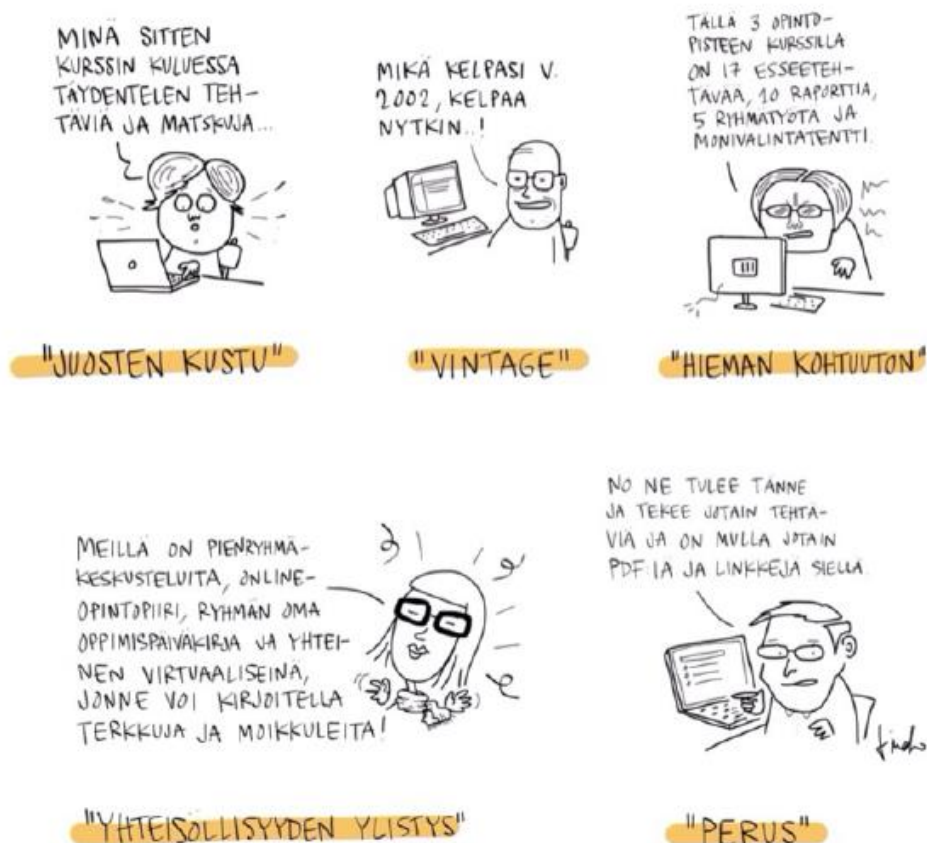 MINÄ SITTEN
KURSSIN KULUESSA
TÄYDENTELEN TEH-
TÄVIÄ JA MATSKUJA...
"JUOSTEN KUSTU"
MIKÄ KELPASI V.
2002, KELPAA
NYTKIN..!
"VINTAGE"
TÄLLÄ 3 OPINTO-
PISTEEN KURSSILLA
ON 17 ESSEETEH-
TÄVÄÄ, 10 RAPORTTIA,
5 RYHMÄTYÖTÄ JA
MONIVALINTATENTTI.
"HIEMAN KOHTUUTON"
MEILLÄ ON PIENRYHMÄ-
KESKUSTELUITA, ONLINE-
OPINTOPIIRI, RYHMÄN OMA
OPPIMISPÄIVÄKIRJA JA YHTEI-
NEN VIRTUAALISEINÄ,
JONNE VOI KIRJOITELLA
TERKKUJA JA MOIKKULEITA!
"YHTEISÖLLISYYDEN YLISTYS"
NO NE TULEE TÄNNE
JA TEKEE JOTAIN TEHTÄ-
VIÄ JA ON MULLA JOTAIN
PDF:IÄ JA LINKKEJÄ SIELLÄ
"PERUS"